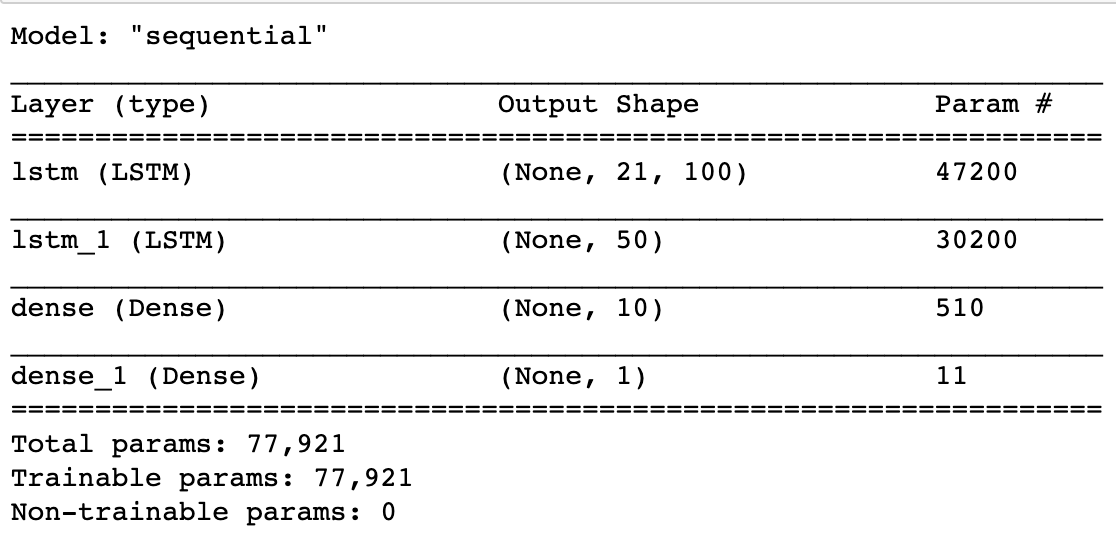 Model: "sequential"
Layer (type) Output Shape Param #
lstm (LSTM) (None, 21, 100) 47200
lstm_1 (LSTM) (None, 50) 30200
dense (Dense) (None, 10) 510
dense_1 (Dense) (None, 1) 11
Total params: 77,921
Trainable params: 77,921
Non-trainable params: 0